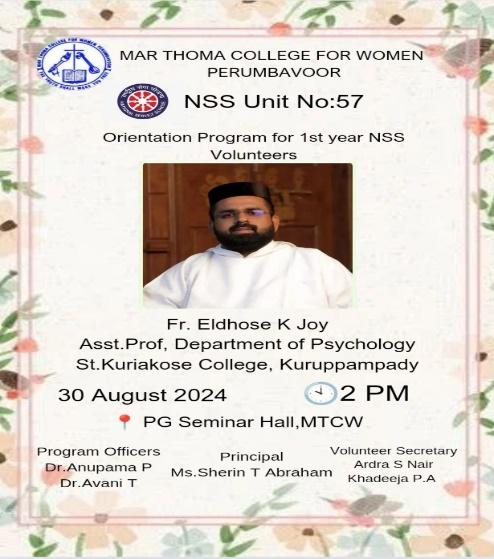 MAR THOMA COLLEGE FOR WOMEN
PERUMBAVOOR
NSS Unit No:57
Orientation Program for 1st year NSS
Volunteers
Fr. Eldhose K Joy
Asst.Prof, Department of Psychology
St.Kuriakose College, Kuruppampady
30 August 2024
2 PM
PG Seminar Hall,MTCW
Program Officers
Dr.Anupama P
Dr.Avani T
Principal
Ms.Sherin T Abraham
Volunteer Secretary
Ardra S Nair
Khadeeja P.A